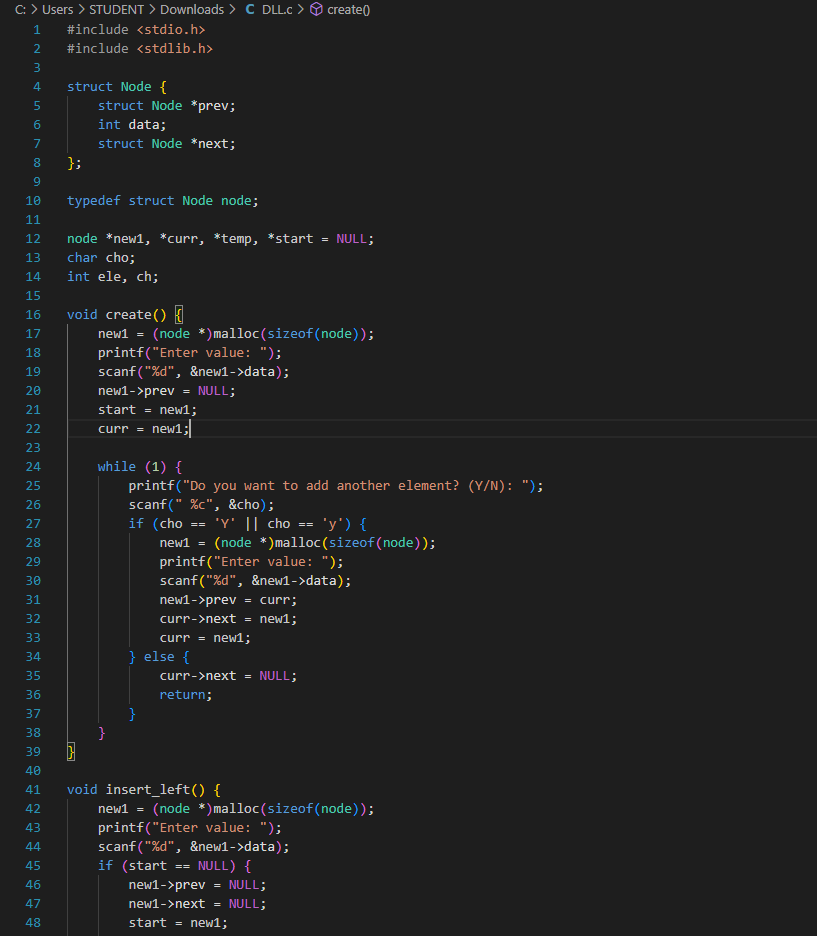 C: > Users > STUDENT > Downloads > C DLL.c > create()
1 #include <stdio.h>
2 #include <stdlib.h>
3
4 struct Node {
5     struct Node *prev;
6     int data;
7     struct Node *next;
8 };
9
10 typedef struct Node node;
11
12 node *new1, *curr, *temp, *start = NULL;
13 char cho;
14 int ele, ch;
15
16 void create() {
17     new1 = (node *)malloc(sizeof(node));
18     printf("Enter value: ");
19     scanf("%d", &new1->data);
20     new1->prev = NULL;
21     start = new1;
22     curr = new1;
23
24     while (1) {
25         printf("Do you want to add another element? (Y/N): ");
26         scanf(" %c", &cho);
27         if (cho == 'Y' || cho == 'y') {
28             new1 = (node *)malloc(sizeof(node));
29             printf("Enter value: ");
30             scanf("%d", &new1->data);
31             new1->prev = curr;
32             curr->next = new1;
33             curr = new1;
34         } else {
35             curr->next = NULL;
36             return;
37         }
38     }
39 }
40
41 void insert_left() {
42     new1 = (node *)malloc(sizeof(node));
43     printf("Enter value: ");
44     scanf("%d", &new1->data);
45     if (start == NULL) {
46         new1->prev = NULL;
47         new1->next = NULL;
48         start = new1;